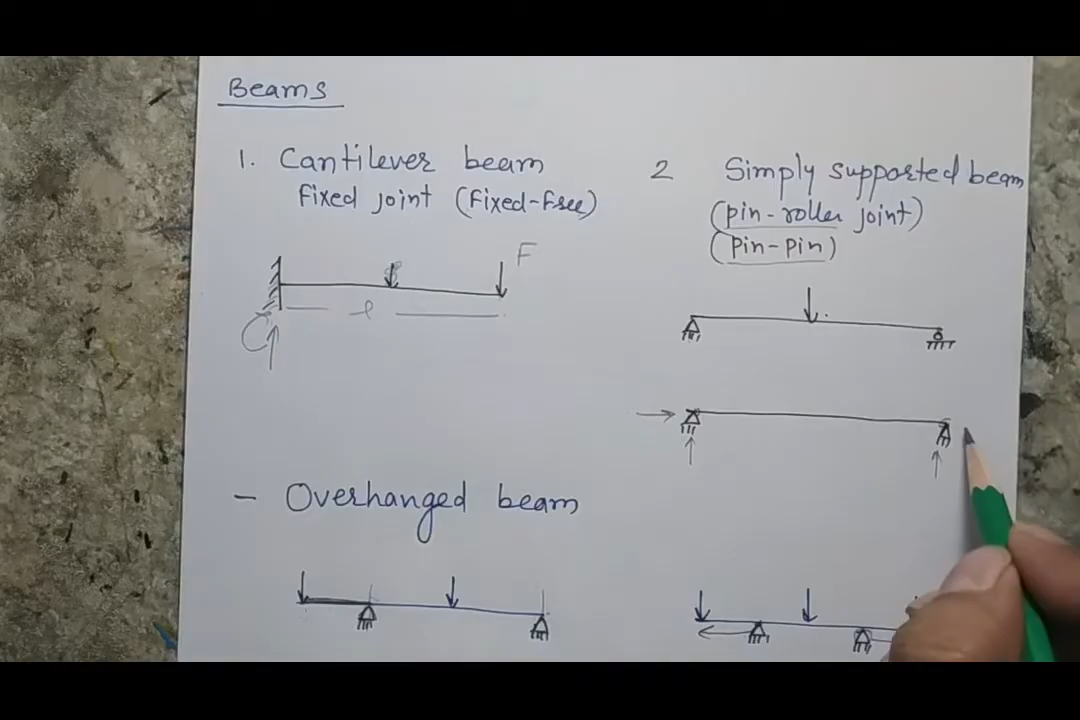 Beams
1. Cantilever beam
fixed joint (Fixed-Free)
F
l
2 Simply supported beam
(pin-roller joint)
(pin-pin)
- Overhanged beam